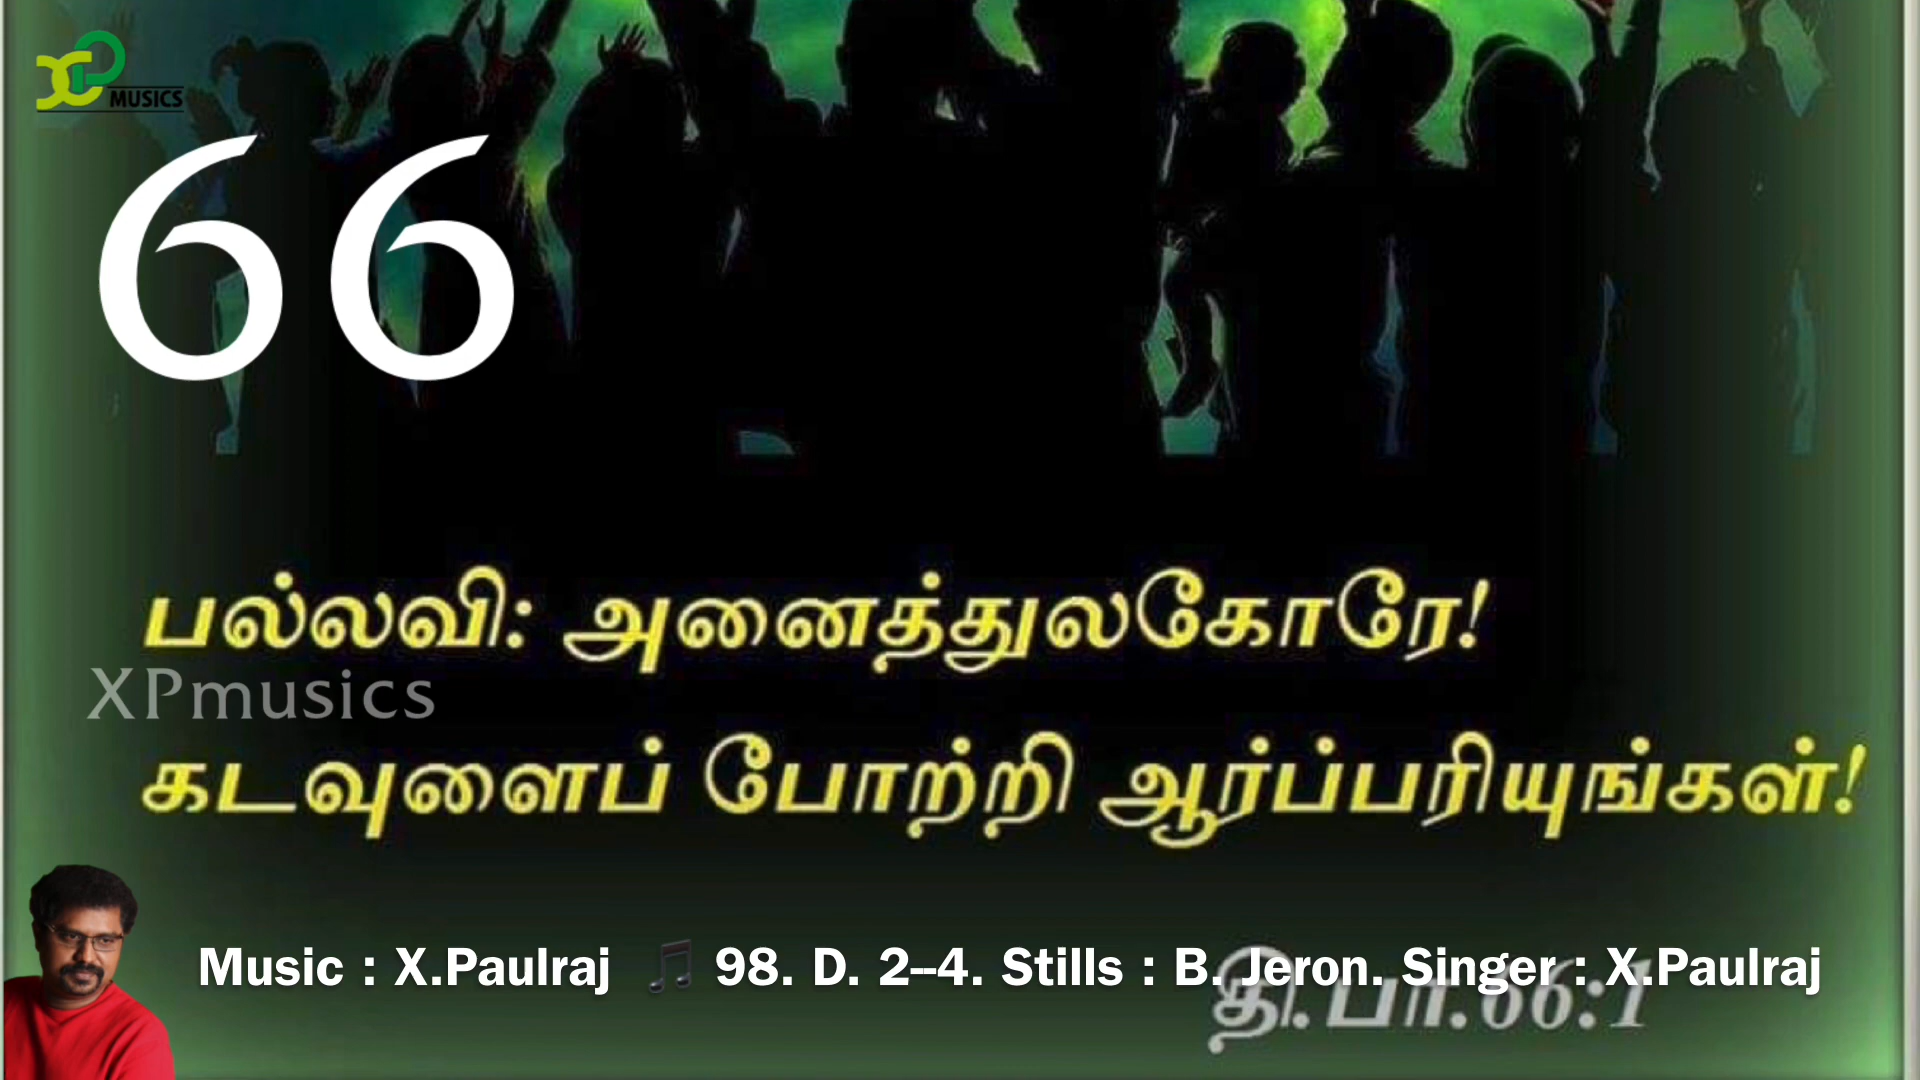 XP MUSICS
66
பல்லவி: அனைத்துலகோரே!
XPmusics
கடவுளைப் போற்றி ஆர்ப்பரியுங்கள்!
Music : X.Paulraj 🎵 98. D. 2–4. Stills : B. Jeron. Singer : X.Paulraj
தி.பா.66:1